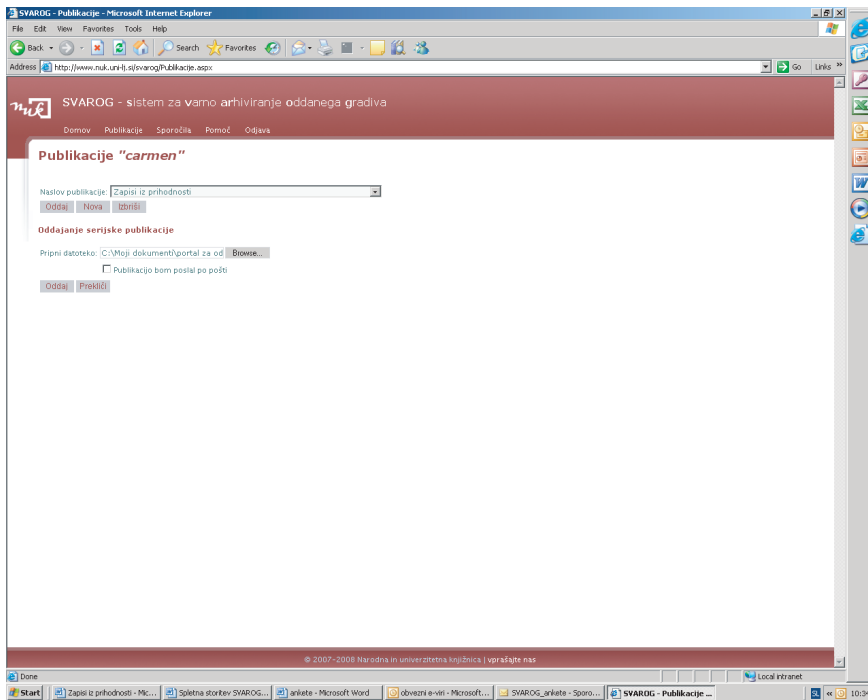 SVAROG - Publikacije - Microsoft Internet Explorer
File Edit View Favorites Tools Help
Back Search Favorites
Address http://www.nuk.uni-lj.si/svarog/Publikacije.aspx Go Links »
nuk SVAROG - sistem za varno arhiviranje oddanega gradiva
Domov Publikacije Sporočila Pomoč Odjava
Publikacije "carmen"
Naslov publikacije: Zapisi iz prihodnosti
Oddaj Nova Izbriši
Oddajanje serijske publikacije
Pripni datoteko: C:\Moji dokumenti\portal za od Browse...
Publikacijo bom poslal po pošti
Oddaj Prekliči
© 2007-2008 Narodna in univerzitetna knjižnica | vprašajte nas
Done Local intranet
Start Zapisi iz prihodnosti - Mic... Spletna storitev SVAROG... ankete - Microsoft Word obvezni e-viri - Microsoft... SVAROG_ankete - Sporo... SVAROG - Publikacije ... SL «